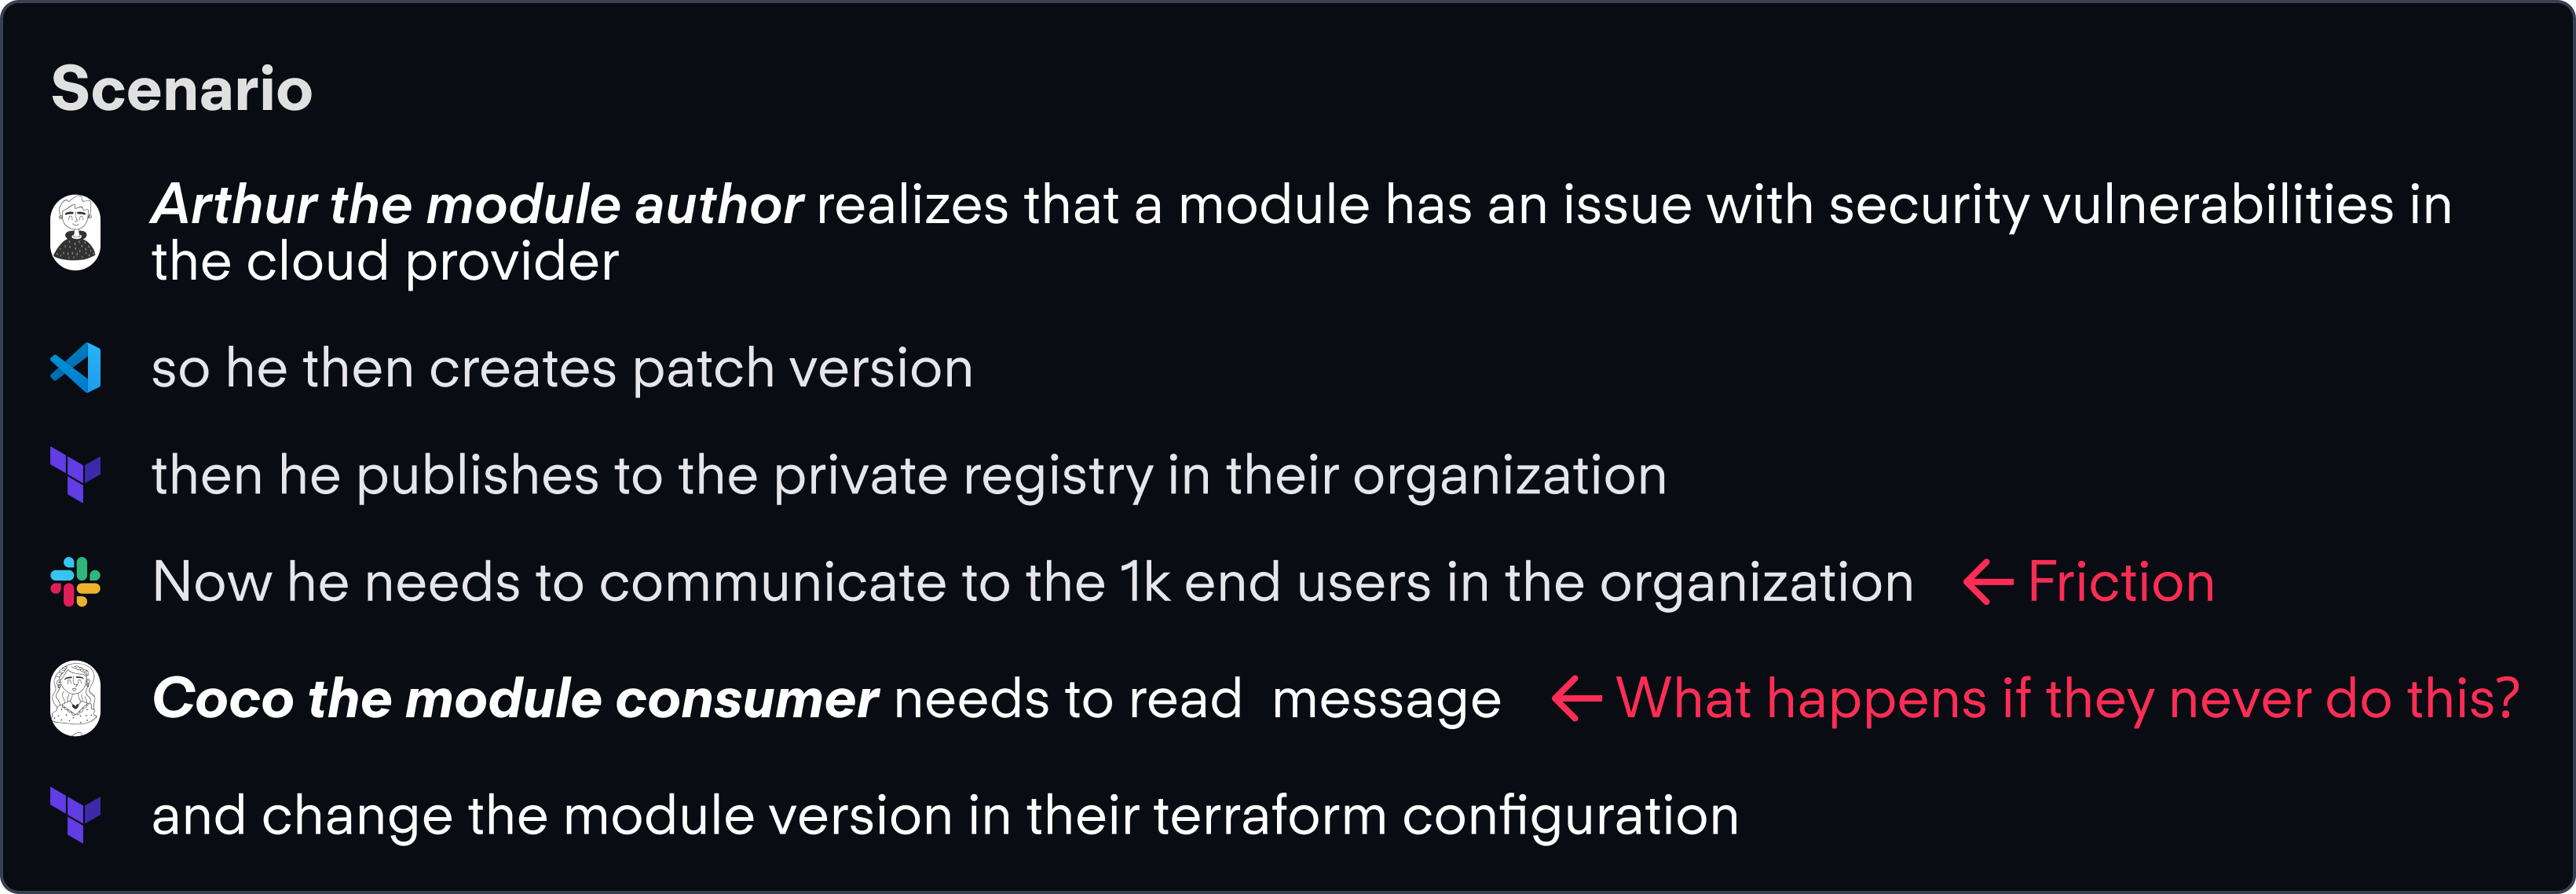 Scenario
Arthur the module author realizes that a module has an issue with security vulnerabilities in
the cloud provider
so he then creates patch version
then he publishes to the private registry in their organization
Now he needs to communicate to the 1k end users in the organization ← Friction
Coco the module consumer needs to read  message ← What happens if they never do this?
and change the module version in their terraform configuration